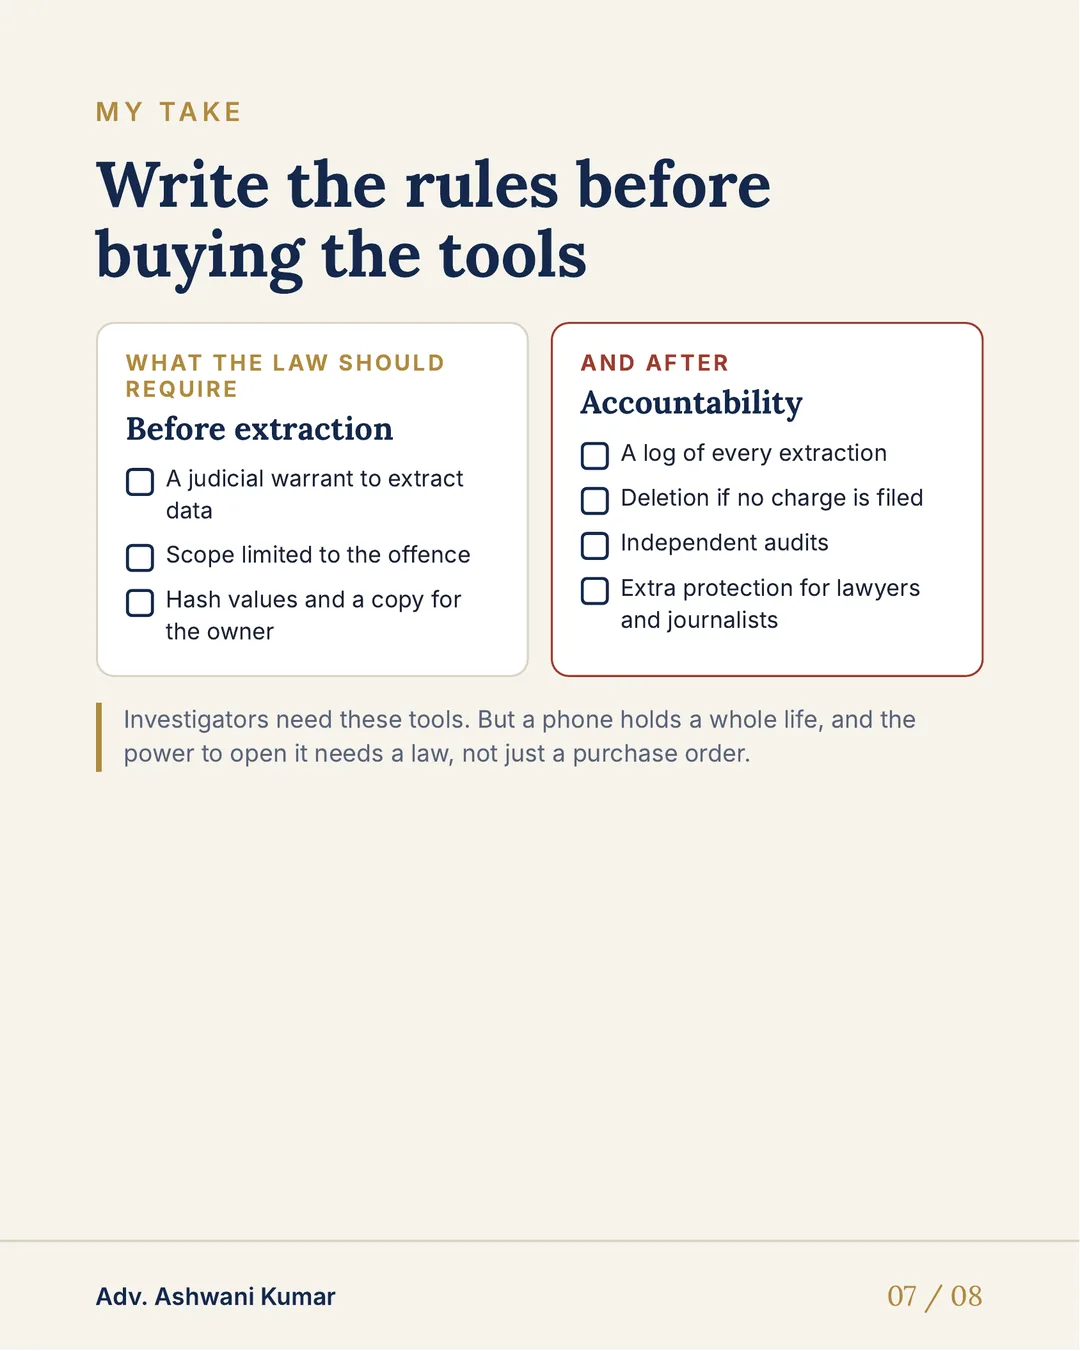 MY TAKE
Write the rules before
buying the tools
WHAT THE LAW SHOULD
REQUIRE
Before extraction
A judicial warrant to extract
data
Scope limited to the offence
Hash values and a copy for
the owner
AND AFTER
Accountability
A log of every extraction
Deletion if no charge is filed
Independent audits
Extra protection for lawyers
and journalists
Investigators need these tools. But a phone holds a whole life, and the
power to open it needs a law, not just a purchase order.
Adv. Ashwani Kumar
07 / 08